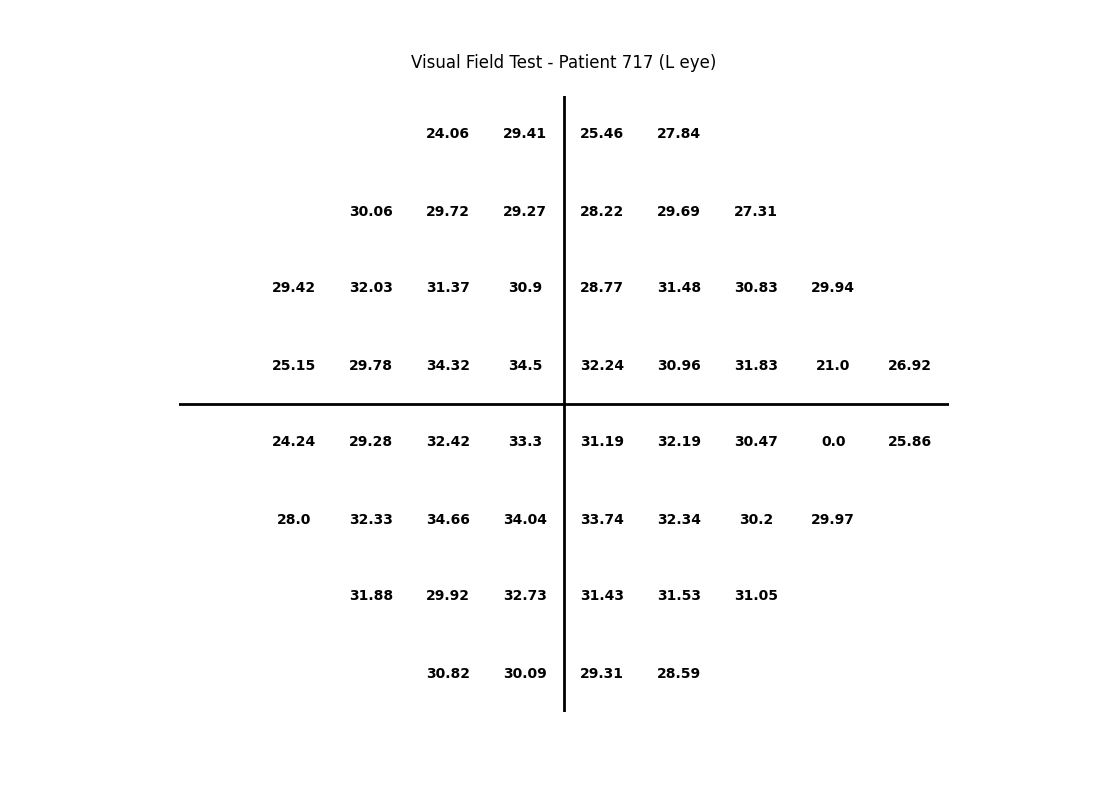 Visual Field Test - Patient 717 (L eye)
24.06 29.41 25.46 27.84
30.06 29.72 29.27 28.22 29.69 27.31
29.42 32.03 31.37 30.9 28.77 31.48 30.83 29.94
25.15 29.78 34.32 34.5 32.24 30.96 31.83 21.0 26.92
24.24 29.28 32.42 33.3 31.19 32.19 30.47 0.0 25.86
28.0 32.33 34.66 34.04 33.74 32.34 30.2 29.97
31.88 29.92 32.73 31.43 31.53 31.05
30.82 30.09 29.31 28.59